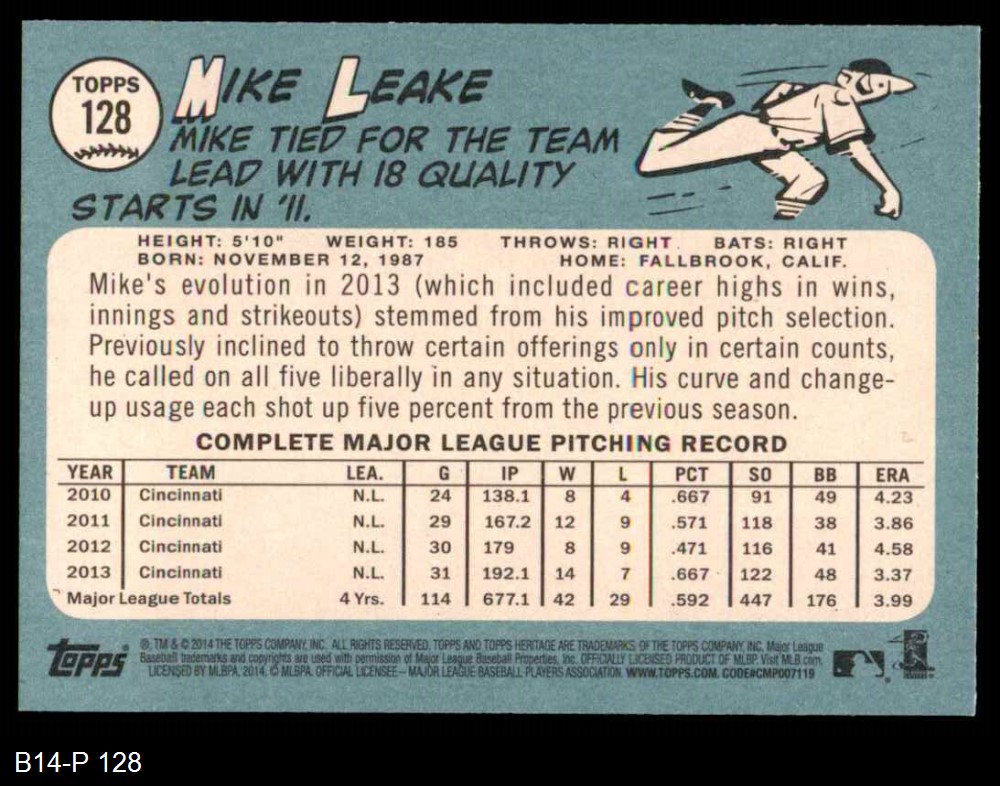 TOPPS
128
MIKE LEAKE
MIKE TIED FOR THE TEAM
LEAD WITH 18 QUALITY
STARTS IN '11.
HEIGHT: 5'10" WEIGHT: 185 THROWS: RIGHT BATS: RIGHT
BORN: NOVEMBER 12, 1987 HOME: FALLBROOK, CALIF.
Mike's evolution in 2013 (which included career highs in wins,
innings and strikeouts) stemmed from his improved pitch selection.
Previously inclined to throw certain offerings only in certain counts,
he called on all five liberally in any situation. His curve and change-
up usage each shot up five percent from the previous season.
COMPLETE MAJOR LEAGUE PITCHING RECORD
YEAR TEAM LEA. G IP W L PCT SO BB ERA
2010 Cincinnati N.L. 24 138.1 8 4 .667 91 49 4.23
2011 Cincinnati N.L. 29 167.2 12 9 .571 118 38 3.86
2012 Cincinnati N.L. 30 179 8 9 .471 116 41 4.58
2013 Cincinnati N.L. 31 192.1 14 7 .667 122 48 3.37
Major League Totals 4 Yrs. 114 677.1 42 29 .592 447 176 3.99
topps
®, TM & © 2014 THE TOPPS COMPANY, INC. ALL RIGHTS RESERVED. TOPPS AND TOPPS HERITAGE ARE TRADEMARKS OF THE TOPPS COMPANY, INC. Major League
Baseball trademarks and copyrights are used with permission of Major League Baseball Properties, Inc. OFFICIALLY LICENSED PRODUCT OF MLBP. Visit MLB.com
LICENSED BY MLBPA, 2014, © MLBPA. OFFICIAL LICENSEE – MAJOR LEAGUE BASEBALL PLAYERS ASSOCIATION. WWW.TOPPS.COM. CODE#CMP007119
B14-P 128